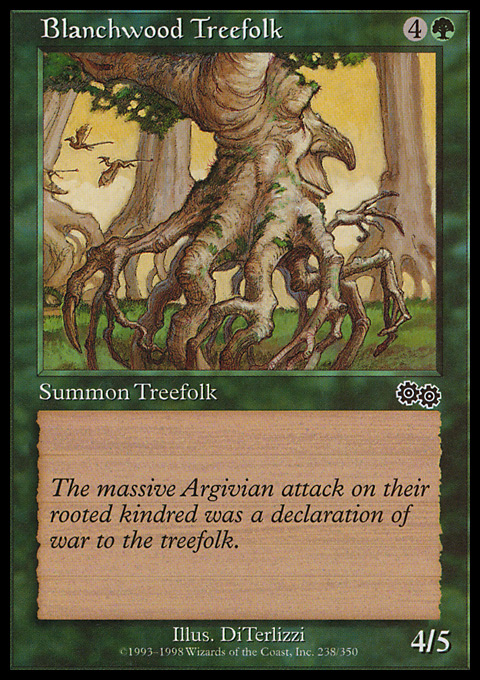 Blanchwood Treefolk 4
Summon Treefolk
The massive Argivian attack on their
rooted kindred was a declaration of
war to the treefolk.
Illus. DiTerlizzi
©1993–1998 Wizards of the Coast, Inc. 238/350
4/5